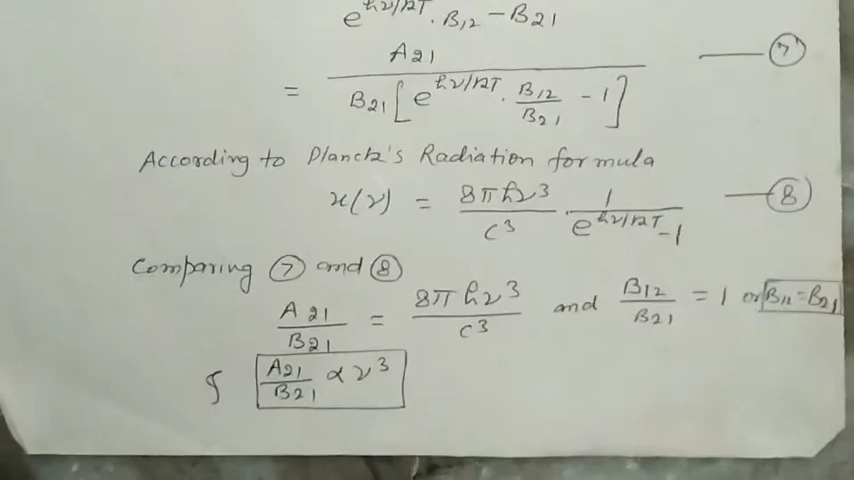 e^{hν/kT} · B12 − B21
= A21 / B21 [ e^{hν/kT} · B12/B21 − 1 ] —— (7)
According to Planck's Radiation formula
u(ν) = 8πhν³/c³ · 1/(e^{hν/kT} − 1) —— (8)
Comparing (7) and (8)
A21/B21 = 8πhν³/c³ and B12/B21 = 1 or B12 = B21
& A21/B21 ∝ ν³